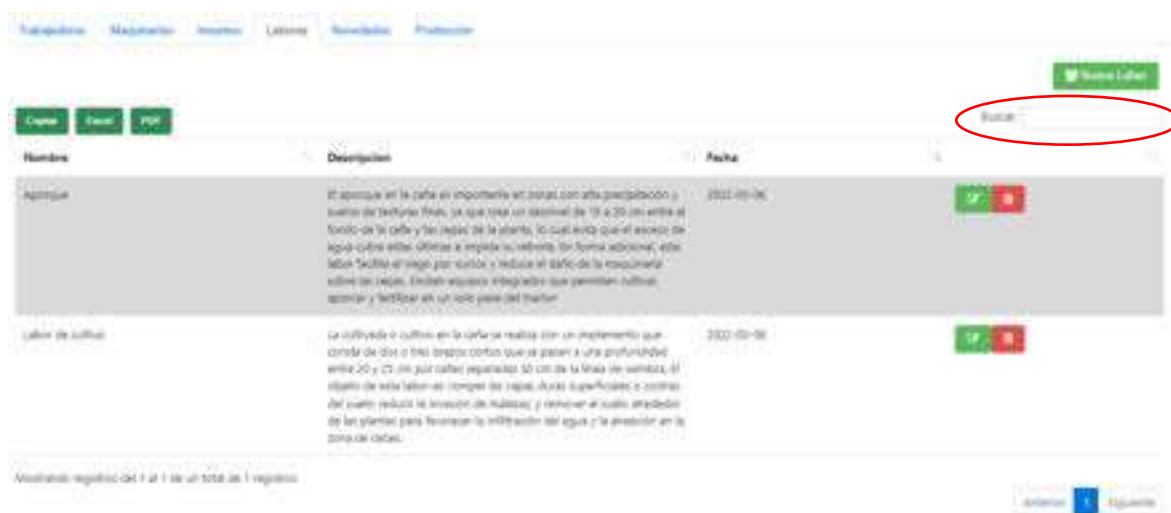 Trabajadores Maquinarias Insumos Labores Novedades Produccion
Nueva Labor
Copiar Excel PDF
Buscar:
Nombre Descripcion Fecha
Aporque El aporque en la caña es importante en zonas con alta precipitación y
suelos de texturas finas, ya que crea un desnivel de 15 a 20 cm entre el
fondo de la calle y las cepas de la planta, lo cual evita que el exceso de
agua cubra estas últimas e impida su rebrote. En forma adicional, esta
labor facilita el riego por surcos y reduce el daño de la maquinaria
sobre las cepas. Existen equipos integrados que permiten cultivar,
aporcar y fertilizar en un solo pase del tractor
Labor de cultivo La cultivada o cultivo en la caña se realiza con un implemento que
consta de dos o tres brazos cortos que se pasan a una profundidad
entre 20 y 25 cm por calles separadas 30 cm de la línea de siembra. El
objeto de esta labor es: romper las capas duras superficiales o costras
del suelo, reducir la invasión de malezas, y remover el suelo alrededor
de las plantas para favorecer la infiltración del agua y la aireación en la
zona de raíces.
Mostrando registros del 1 al 1 de un total de 1 registros
Anterior 1 Siguiente